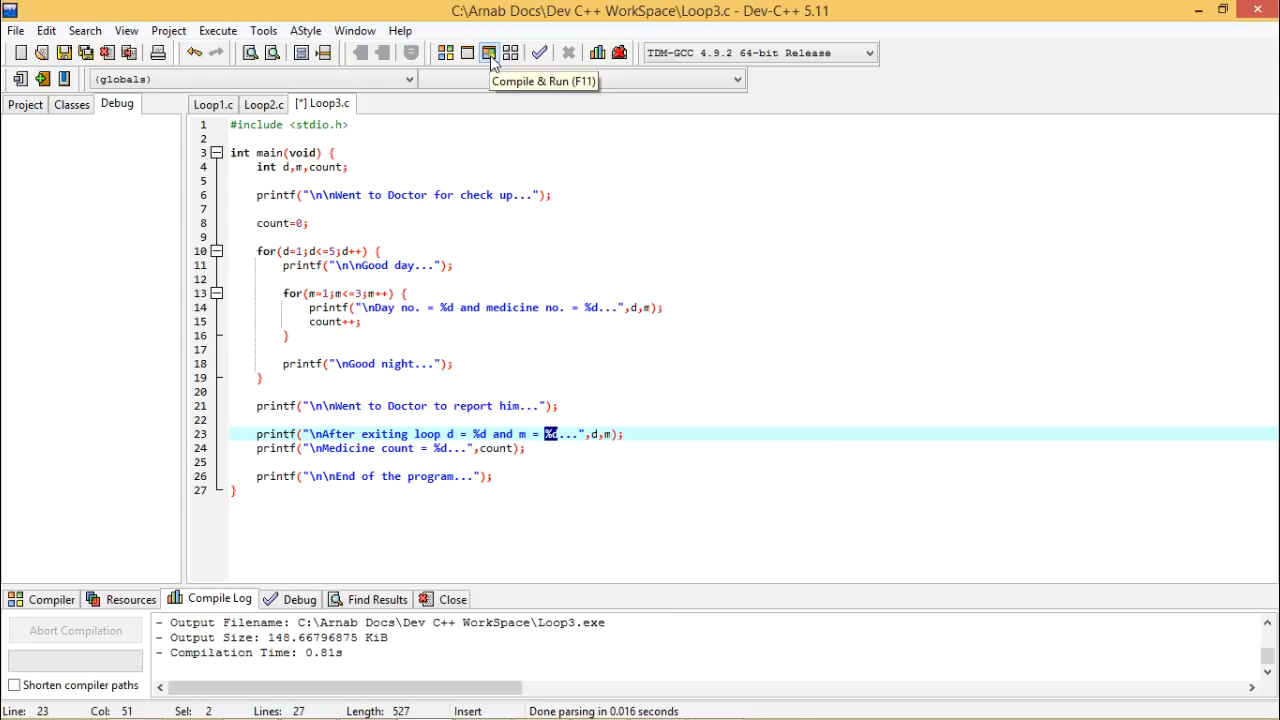 C:\Arnab Docs\Dev C++ WorkSpace\Loop3.c - Dev-C++ 5.11
File Edit Search View Project Execute Tools AStyle Window Help
TDM-GCC 4.9.2 64-bit Release
(globals)
Compile & Run (F11)
Project Classes Debug
Loop1.c Loop2.c [*] Loop3.c
1 #include <stdio.h>
2
3 int main(void) {
4 int d,m,count;
5
6 printf("\n\nWent to Doctor for check up...");
7
8 count=0;
9
10 for(d=1;d<=5;d++) {
11 printf("\n\nGood day...");
12
13 for(m=1;m<=3;m++) {
14 printf("\nDay no. = %d and medicine no. = %d...",d,m);
15 count++;
16 }
17
18 printf("\nGood night...");
19 }
20
21 printf("\n\nWent to Doctor to report him...");
22
23 printf("\nAfter exiting loop d = %d and m = %d...",d,m);
24 printf("\nMedicine count = %d...",count);
25
26 printf("\n\nEnd of the program...");
27 }
Compiler Resources Compile Log Debug Find Results Close
Abort Compilation
Shorten compiler paths
- Output Filename: C:\Arnab Docs\Dev C++ WorkSpace\Loop3.exe
- Output Size: 148.66796875 KiB
- Compilation Time: 0.81s
Line: 23 Col: 51 Sel: 2 Lines: 27 Length: 527 Insert Done parsing in 0.016 seconds